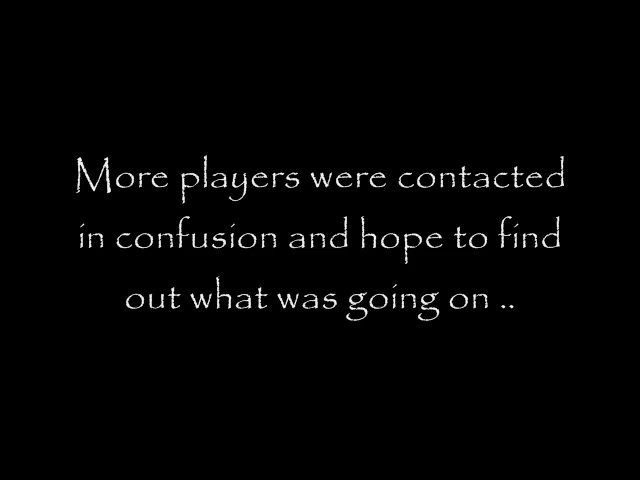 More players were contacted
in confusion and hope to find
out what was going on ..